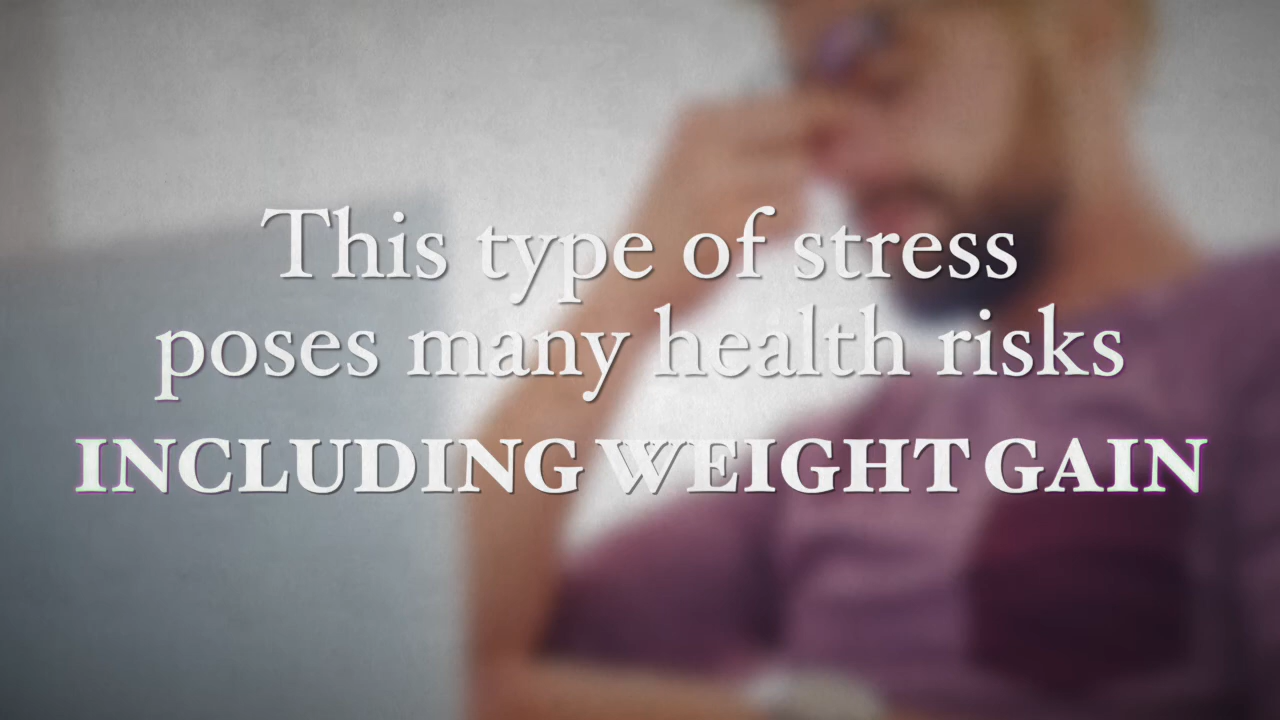 This type of stress
poses many health risks
INCLUDING WEIGHT GAIN